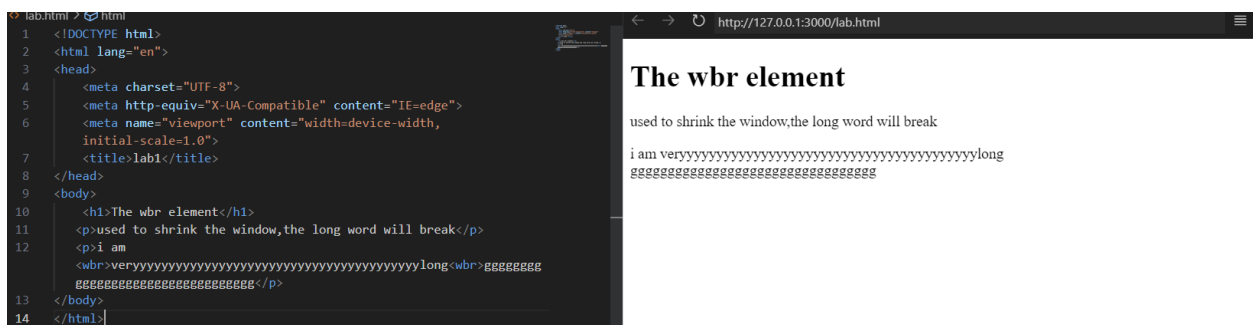 lab.html > html
1 <!DOCTYPE html>
2 <html lang="en">
3 <head>
4 <meta charset="UTF-8">
5 <meta http-equiv="X-UA-Compatible" content="IE=edge">
6 <meta name="viewport" content="width=device-width,
initial-scale=1.0">
7 <title>lab1</title>
8 </head>
9 <body>
10 <h1>The wbr element</h1>
11 <p>used to shrink the window,the long word will break</p>
12 <p>i am
<wbr>veryyyyyyyyyyyyyyyyyyyyyyyyyyyyyyyyyyyyyyyylong<wbr>gggggggg
ggggggggggggggggggggggggg</p>
13 </body>
14 </html>
http://127.0.0.1:3000/lab.html
The wbr element
used to shrink the window,the long word will break
i am veryyyyyyyyyyyyyyyyyyyyyyyyyyyyyyyyyyyyyyyylong
ggggggggggggggggggggggggggggggggg